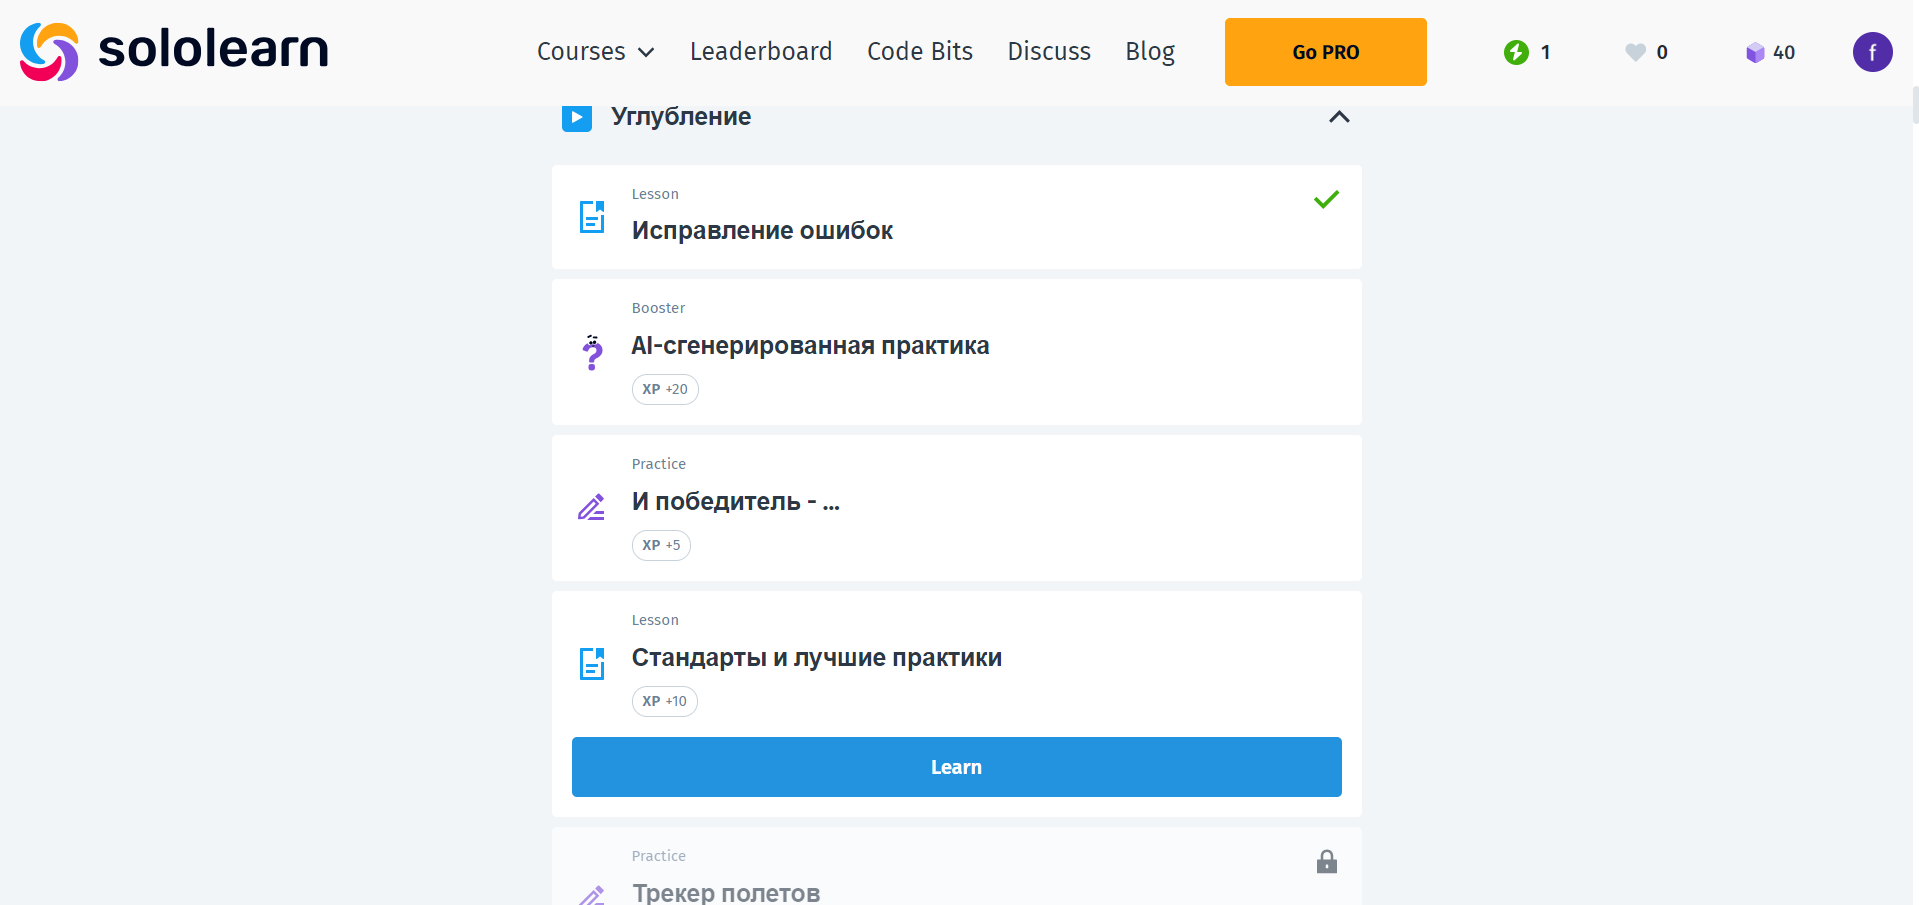 sololearn
Courses Leaderboard Code Bits Discuss Blog Go PRO 1 0 40 f
Углубление
Lesson
Исправление ошибок
Booster
AI-сгенерированная практика
XP +20
Practice
И победитель - ...
XP +5
Lesson
Стандарты и лучшие практики
XP +10
Learn
Practice
Трекер полетов